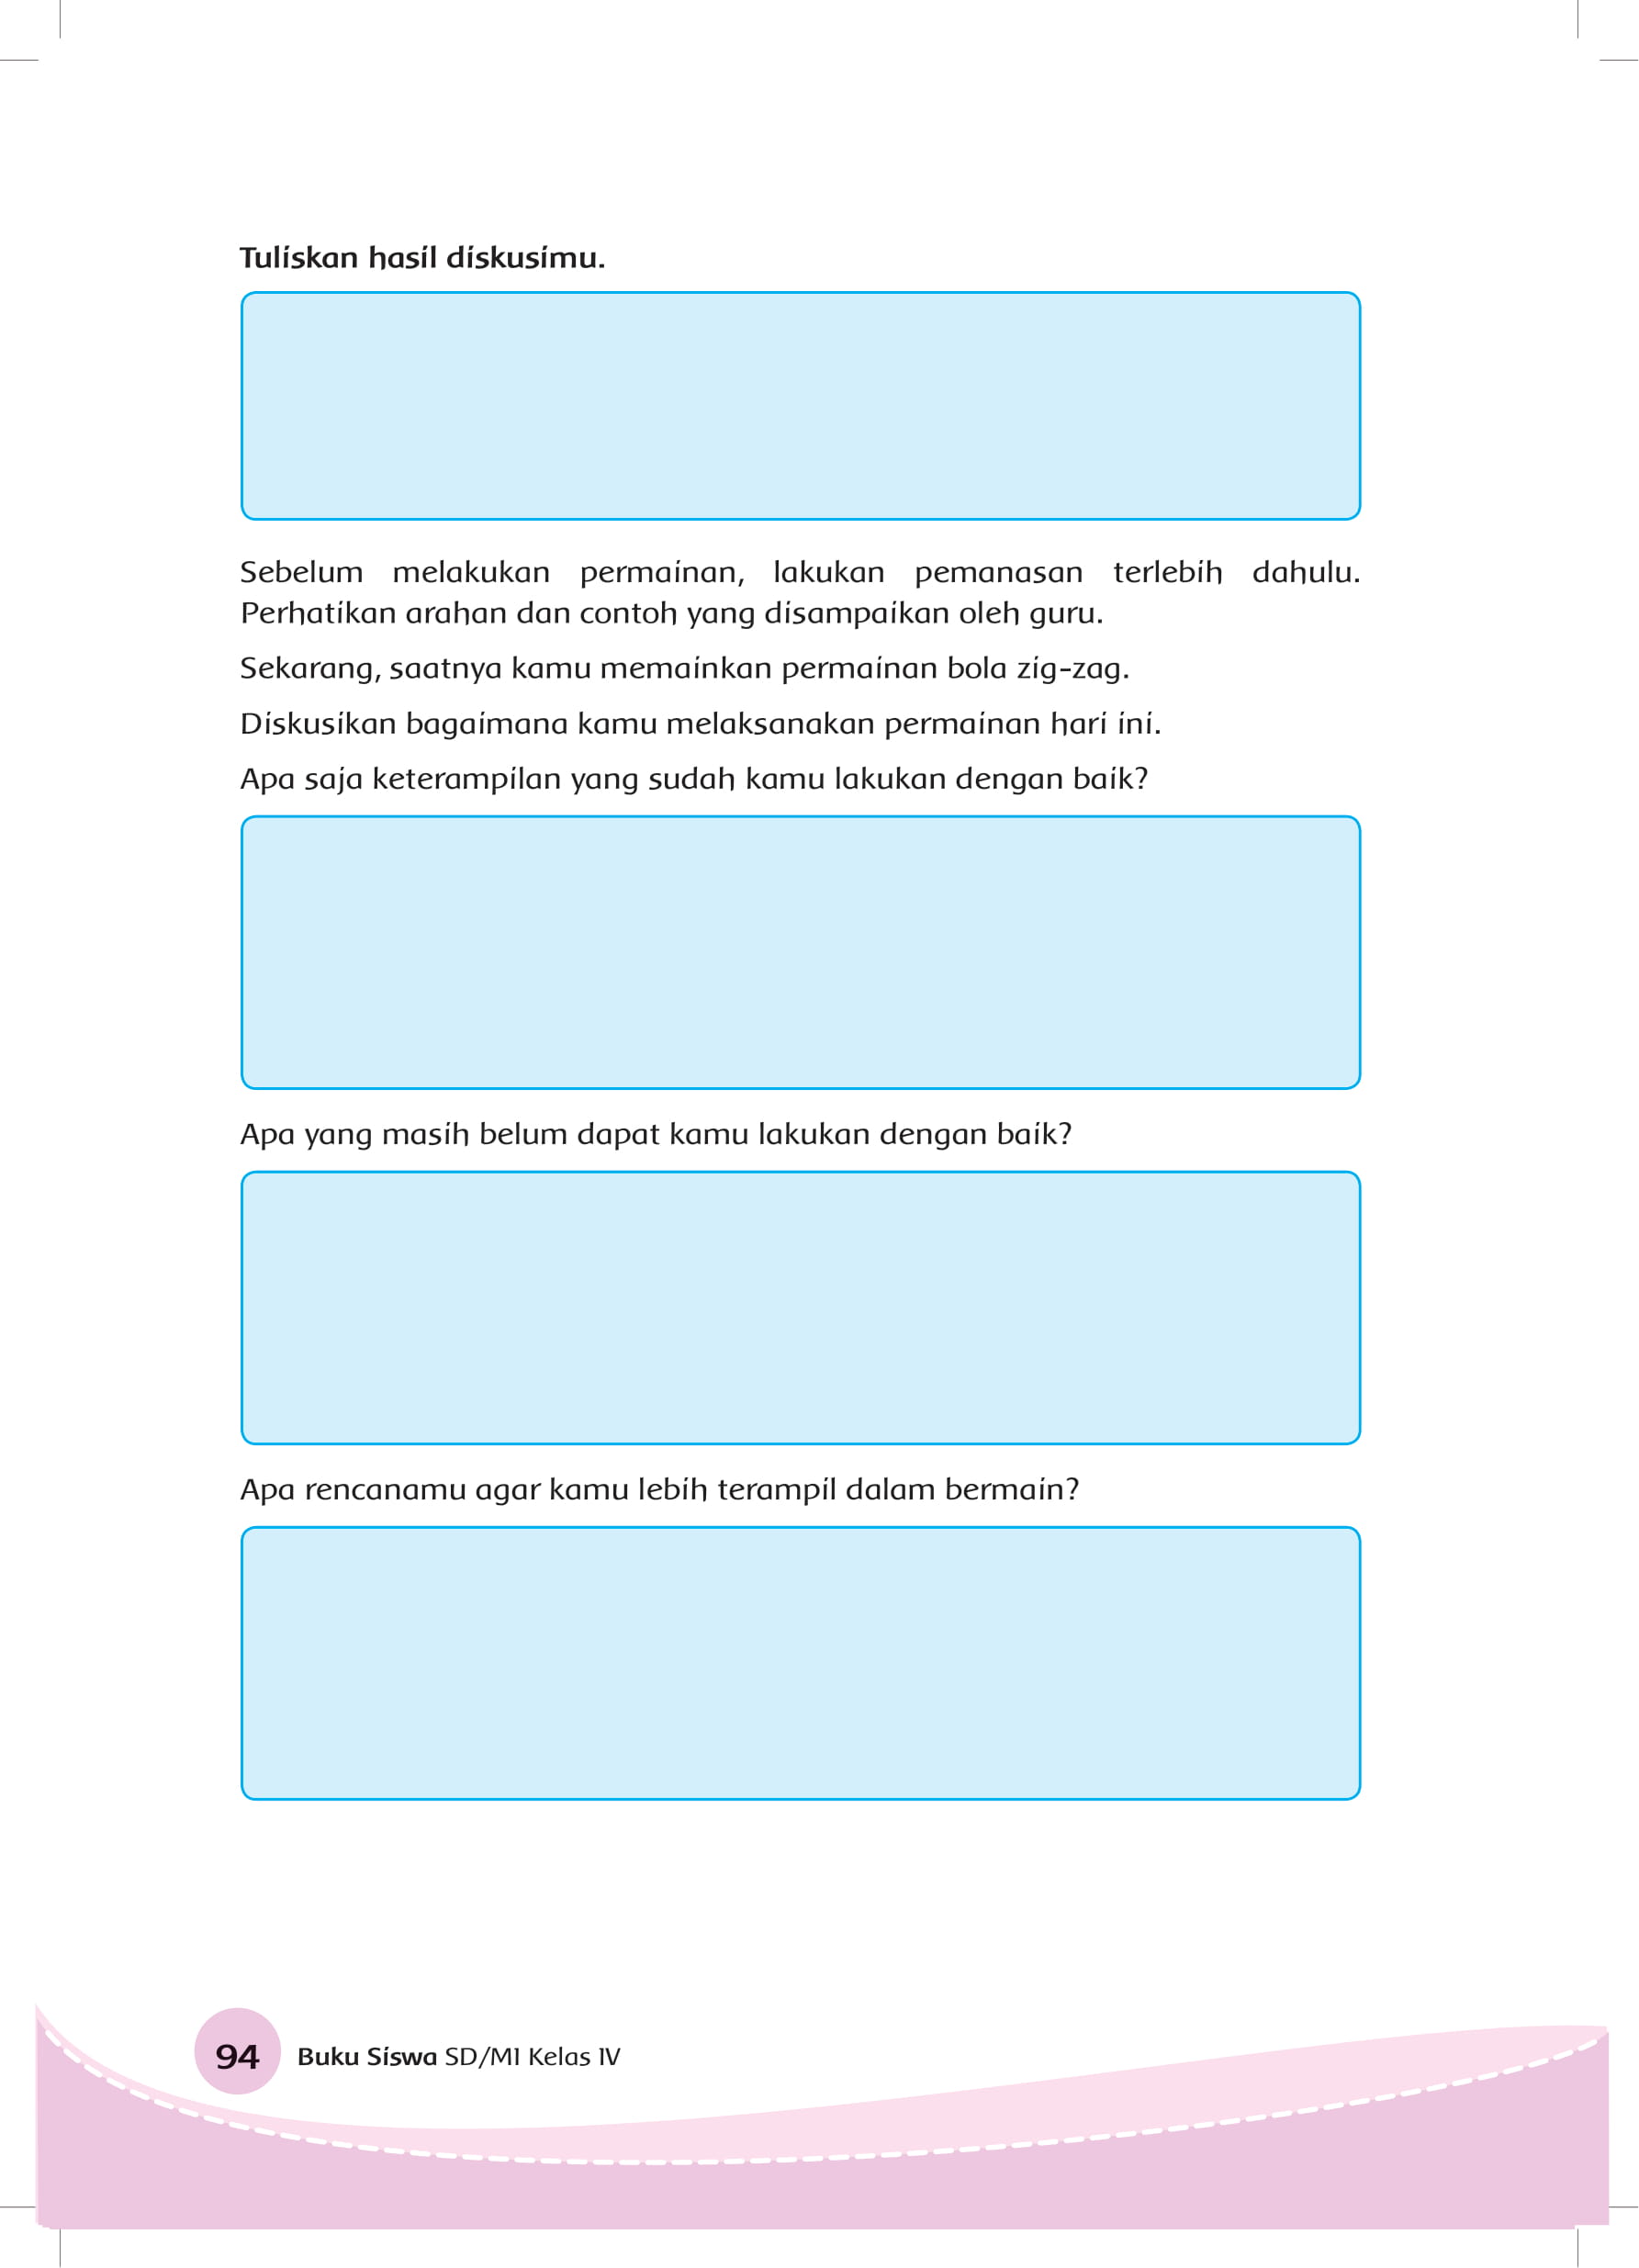 Tuliskan hasil diskusimu.
Sebelum melakukan permainan, lakukan pemanasan terlebih dahulu.
Perhatikan arahan dan contoh yang disampaikan oleh guru.
Sekarang, saatnya kamu memainkan permainan bola zig-zag.
Diskusikan bagaimana kamu melaksanakan permainan hari ini.
Apa saja keterampilan yang sudah kamu lakukan dengan baik?
Apa yang masih belum dapat kamu lakukan dengan baik?
Apa rencanamu agar kamu lebih terampil dalam bermain?
94 Buku Siswa SD/MI Kelas IV